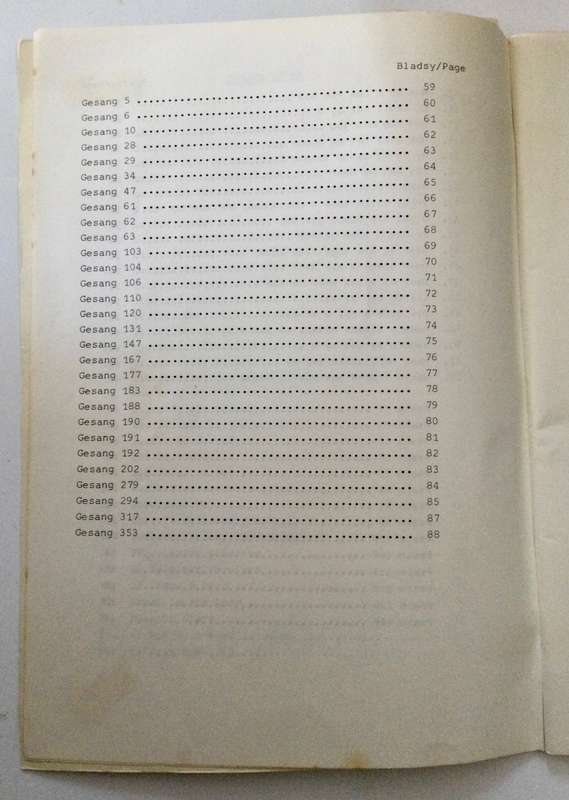 Bladsy/Page
Gesang 5 ........................................... 59
Gesang 6 ........................................... 60
Gesang 10 .......................................... 61
Gesang 28 .......................................... 62
Gesang 29 .......................................... 63
Gesang 34 .......................................... 64
Gesang 47 .......................................... 65
Gesang 61 .......................................... 66
Gesang 62 .......................................... 67
Gesang 63 .......................................... 68
Gesang 103 ......................................... 69
Gesang 104 ......................................... 70
Gesang 106 ......................................... 71
Gesang 110 ......................................... 72
Gesang 120 ......................................... 73
Gesang 131 ......................................... 74
Gesang 147 ......................................... 75
Gesang 167 ......................................... 76
Gesang 177 ......................................... 77
Gesang 183 ......................................... 78
Gesang 188 ......................................... 79
Gesang 190 ......................................... 80
Gesang 191 ......................................... 81
Gesang 192 ......................................... 82
Gesang 202 ......................................... 83
Gesang 279 ......................................... 84
Gesang 294 ......................................... 85
Gesang 317 ......................................... 87
Gesang 353 ......................................... 88